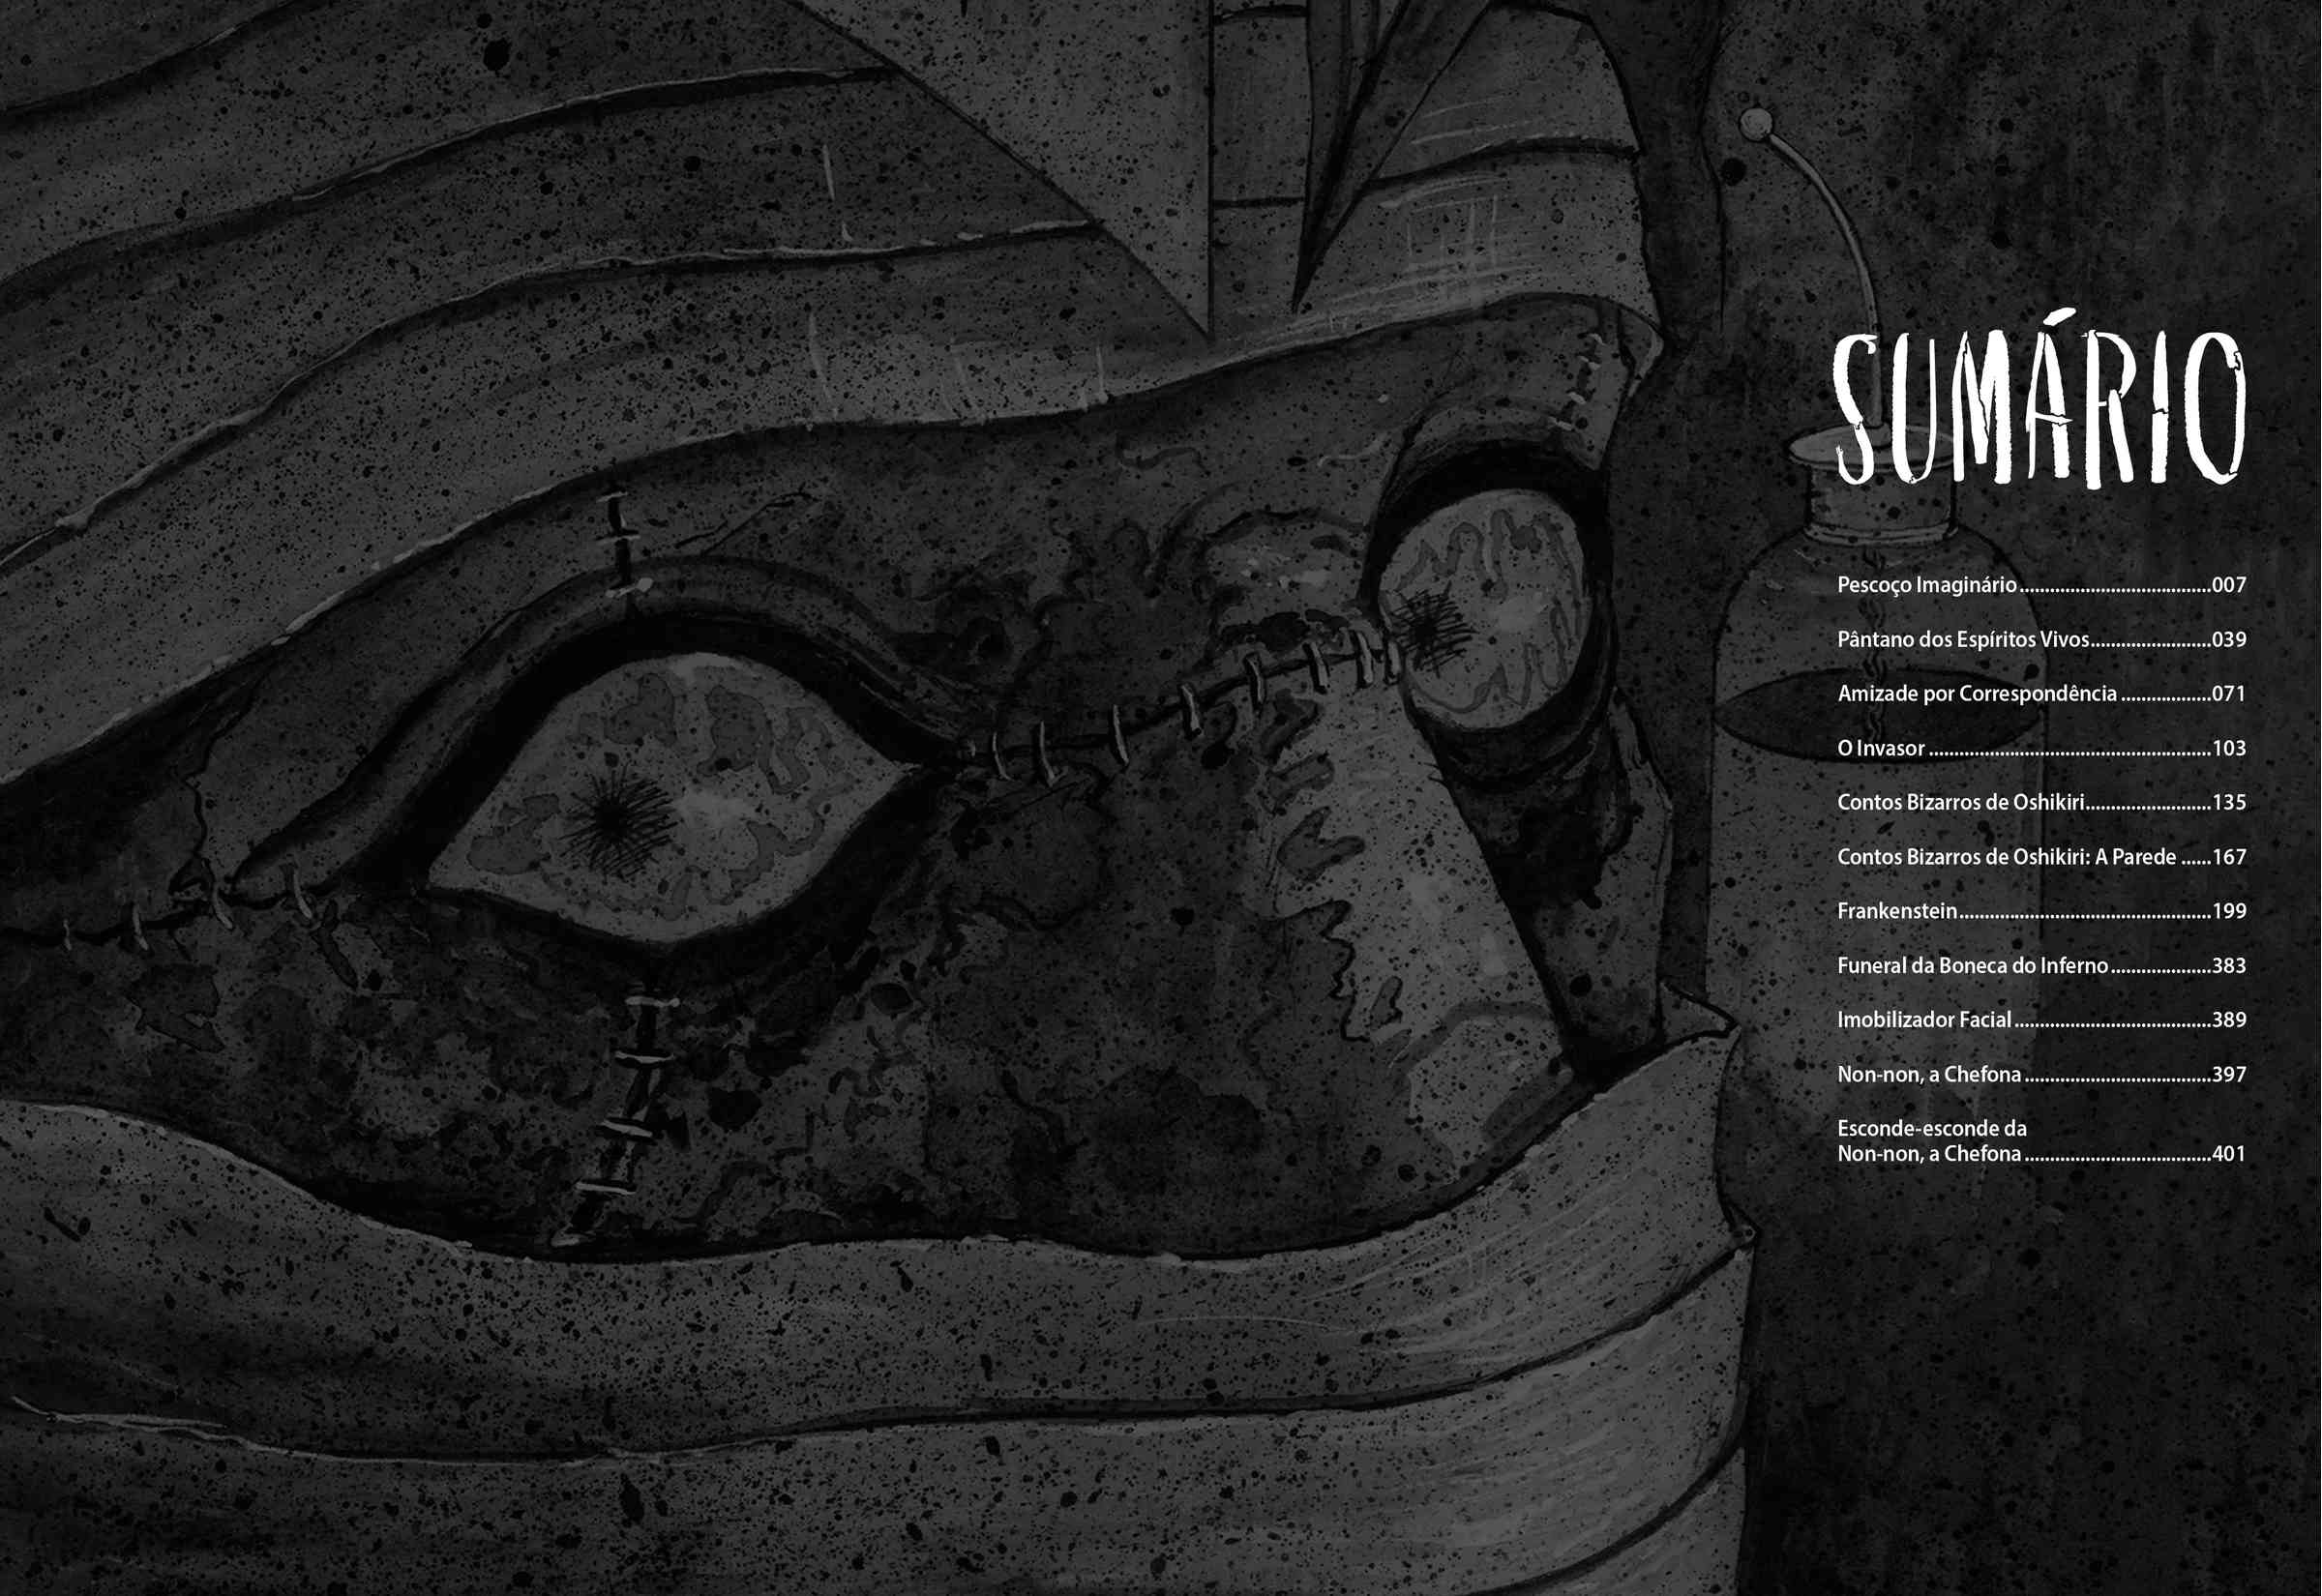 SUMÁRIO
Pescoço Imaginário......................................007
Pântano dos Espíritos Vivos........................039
Amizade por Correspondência ..................071
O Invasor ........................................................103
Contos Bizarros de Oshikiri.........................135
Contos Bizarros de Oshikiri: A Parede ......167
Frankenstein..................................................199
Funeral da Boneca do Inferno....................383
Imobilizador Facial.......................................389
Non-non, a Chefona.....................................397
Esconde-esconde da
Non-non, a Chefona.....................................401